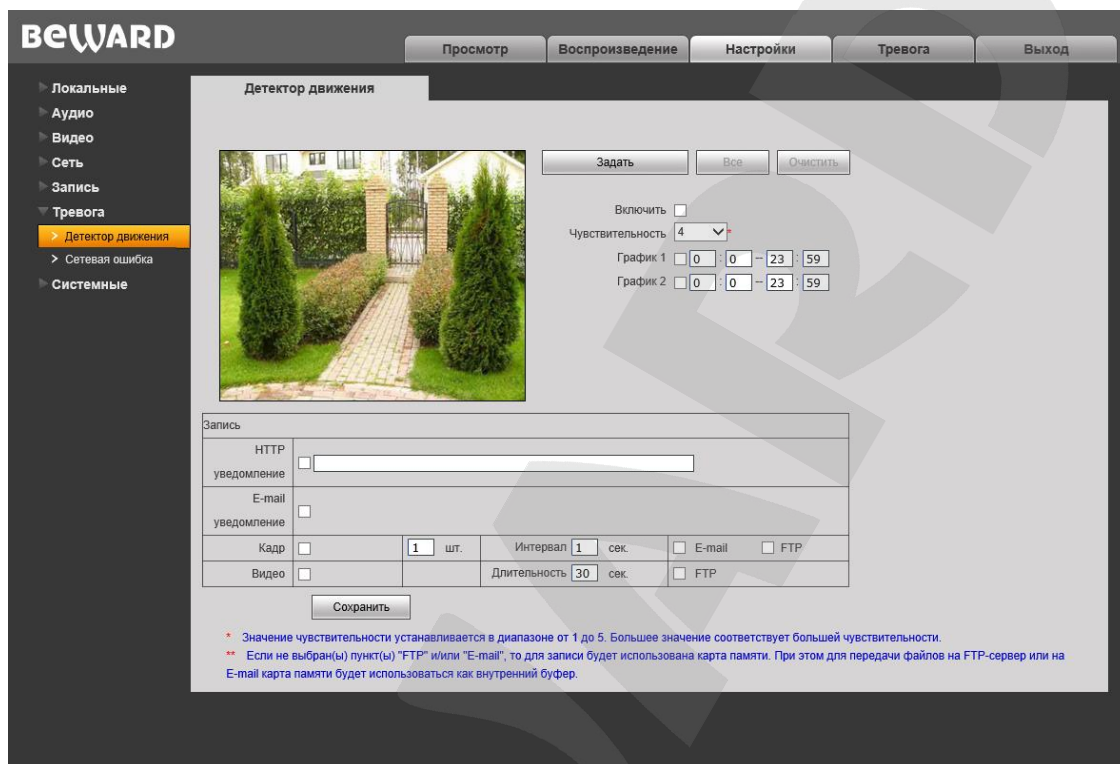 BEWARD
Просмотр Воспроизведение Настройки Тревога Выход
Локальные
Аудио
Видео
Сеть
Запись
Тревога
> Детектор движения
> Сетевая ошибка
Системные
Детектор движения
Задать Все Очистить
Включить
Чувствительность 4 *
График 1 0 : 0 -- 23 : 59
График 2 0 : 0 -- 23 : 59
Запись
HTTP
уведомление
E-mail
уведомление
Кадр 1 шт. Интервал 1 сек. E-mail FTP
Видео Длительность 30 сек. FTP
Сохранить
* Значение чувствительности устанавливается в диапазоне от 1 до 5. Большее значение соответствует большей чувствительности.
** Если не выбран(ы) пункт(ы) "FTP" и/или "E-mail", то для записи будет использована карта памяти. При этом для передачи файлов на FTP-сервер или на
E-mail карта памяти будет использоваться как внутренний буфер.